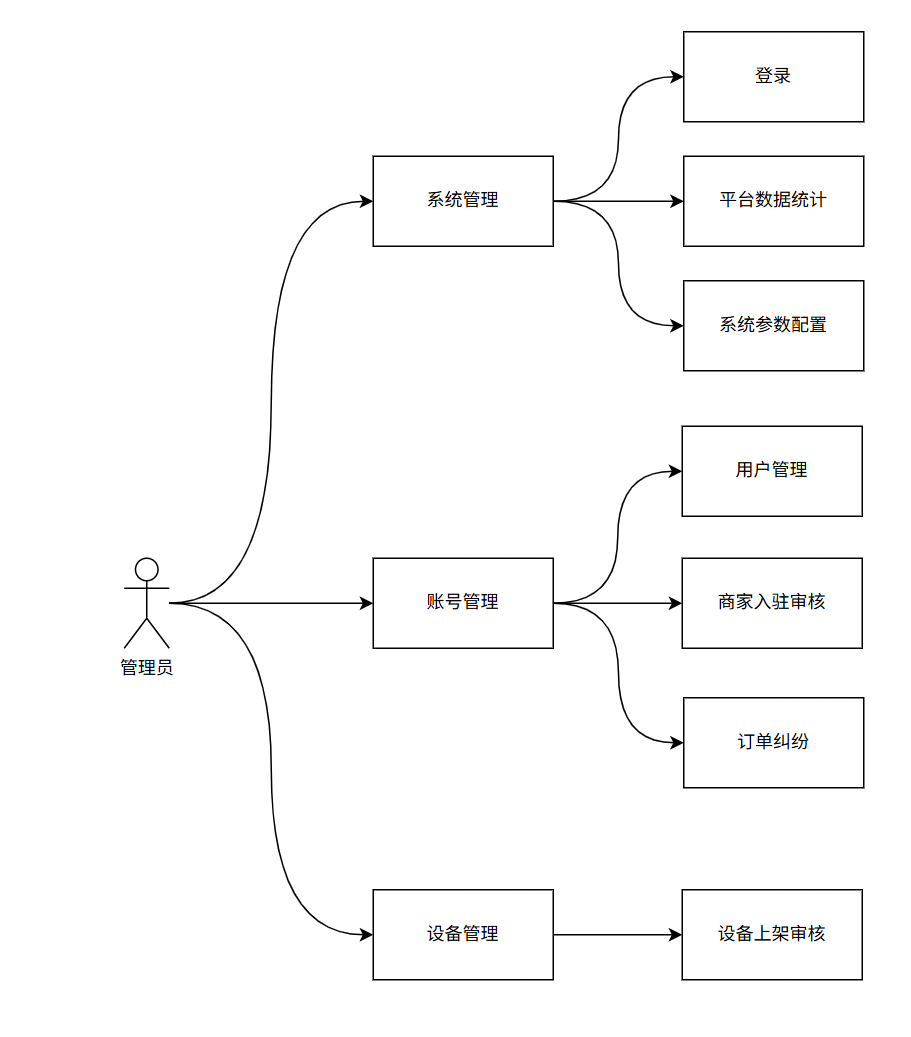 登录
系统管理
平台数据统计
系统参数配置
用户管理
账号管理
商家入驻审核
管理员
订单纠纷
设备管理
设备上架审核